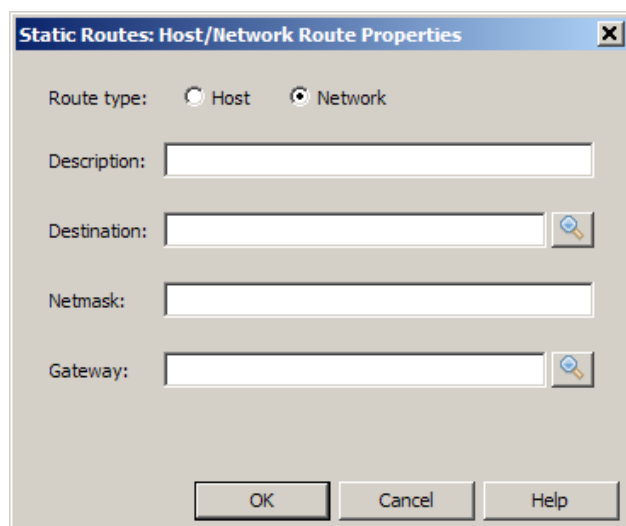 Static Routes: Host/Network Route Properties
Route type: Host Network
Description:
Destination:
Netmask:
Gateway:
OK Cancel Help